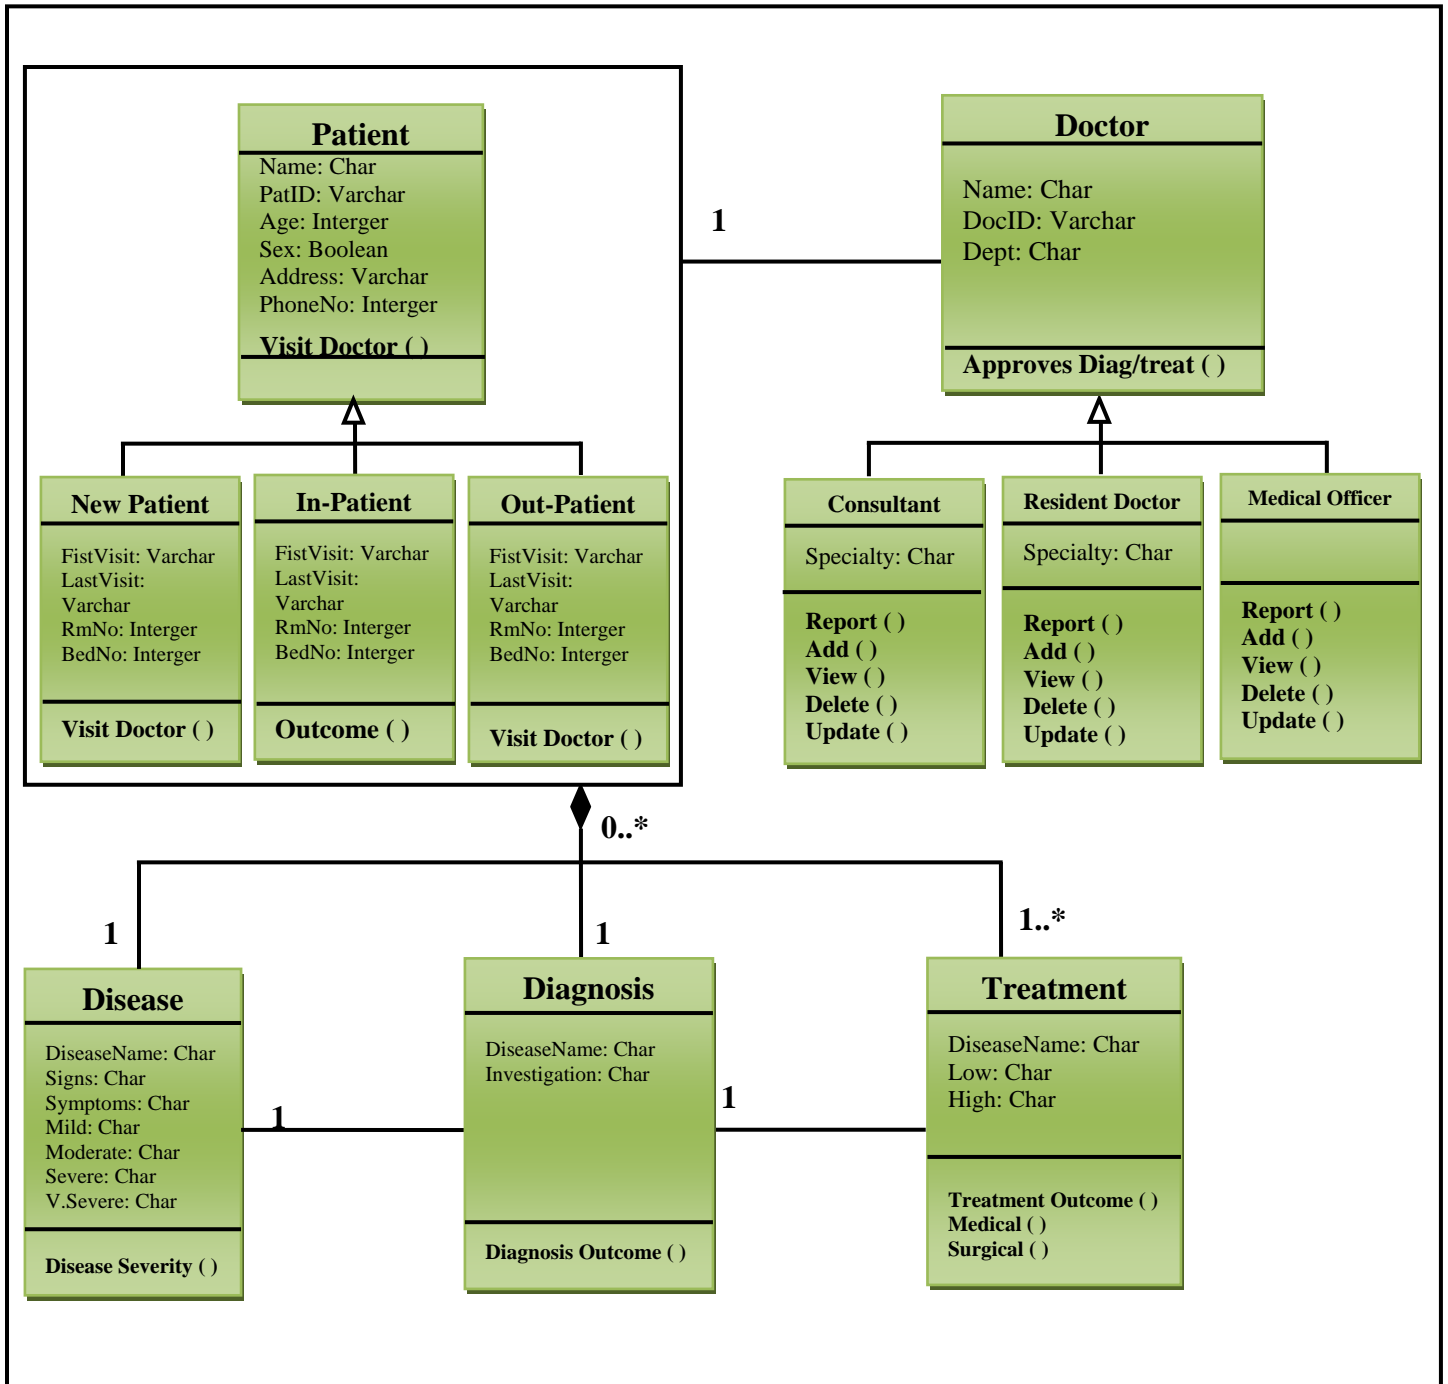 Patient
Name: Char
PatID: Varchar
Age: Interger
Sex: Boolean
Address: Varchar
PhoneNo: Interger
Visit Doctor ( )
1
Doctor
Name: Char
DocID: Varchar
Dept: Char
Approves Diag/treat ( )
New Patient
FistVisit: Varchar
LastVisit:
Varchar
RmNo: Interger
BedNo: Interger
Visit Doctor ( )
In-Patient
FistVisit: Varchar
LastVisit:
Varchar
RmNo: Interger
BedNo: Interger
Outcome ( )
Out-Patient
FistVisit: Varchar
LastVisit:
Varchar
RmNo: Interger
BedNo: Interger
Visit Doctor ( )
Consultant
Specialty: Char
Report ( )
Add ( )
View ( )
Delete ( )
Update ( )
Resident Doctor
Specialty: Char
Report ( )
Add ( )
View ( )
Delete ( )
Update ( )
Medical Officer
Report ( )
Add ( )
View ( )
Delete ( )
Update ( )
0..*
1
1
1..*
Disease
DiseaseName: Char
Signs: Char
Symptoms: Char
Mild: Char
Moderate: Char
Severe: Char
V.Severe: Char
Disease Severity ( )
1
Diagnosis
DiseaseName: Char
Investigation: Char
Diagnosis Outcome ( )
1
Treatment
DiseaseName: Char
Low: Char
High: Char
Treatment Outcome ( )
Medical ( )
Surgical ( )